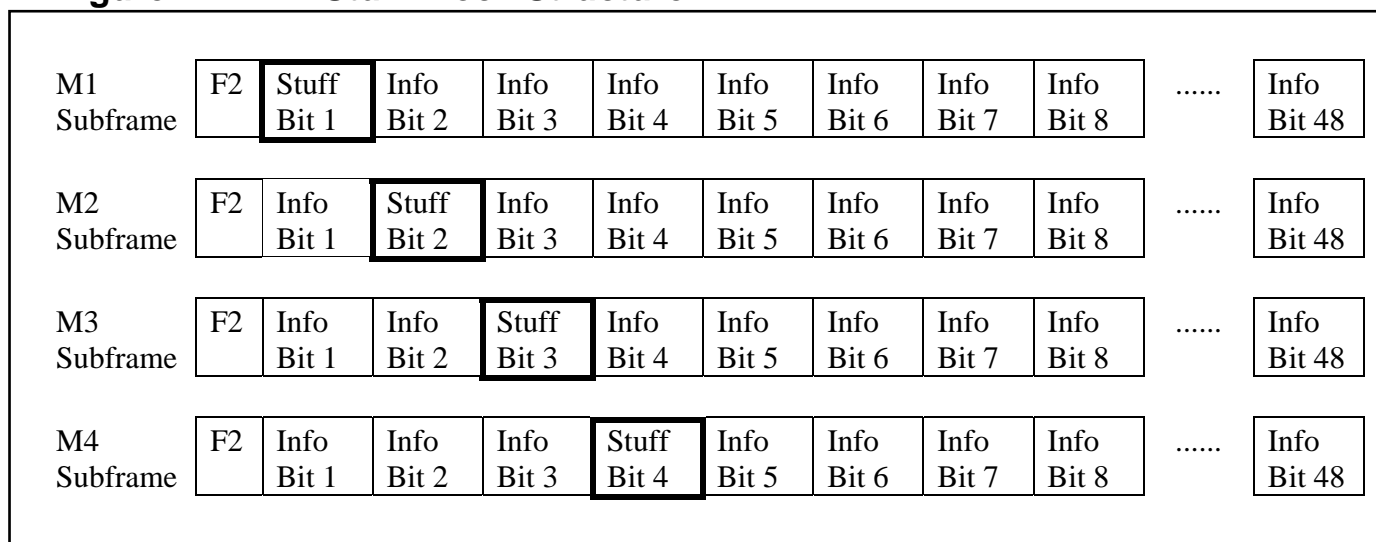 M1 F2 Stuff Info Info Info Info Info Info Info ...... Info
Subframe Bit 1 Bit 2 Bit 3 Bit 4 Bit 5 Bit 6 Bit 7 Bit 8 Bit 48
M2 F2 Info Stuff Info Info Info Info Info Info ...... Info
Subframe Bit 1 Bit 2 Bit 3 Bit 4 Bit 5 Bit 6 Bit 7 Bit 8 Bit 48
M3 F2 Info Info Stuff Info Info Info Info Info ...... Info
Subframe Bit 1 Bit 2 Bit 3 Bit 4 Bit 5 Bit 6 Bit 7 Bit 8 Bit 48
M4 F2 Info Info Info Stuff Info Info Info Info ...... Info
Subframe Bit 1 Bit 2 Bit 3 Bit 4 Bit 5 Bit 6 Bit 7 Bit 8 Bit 48